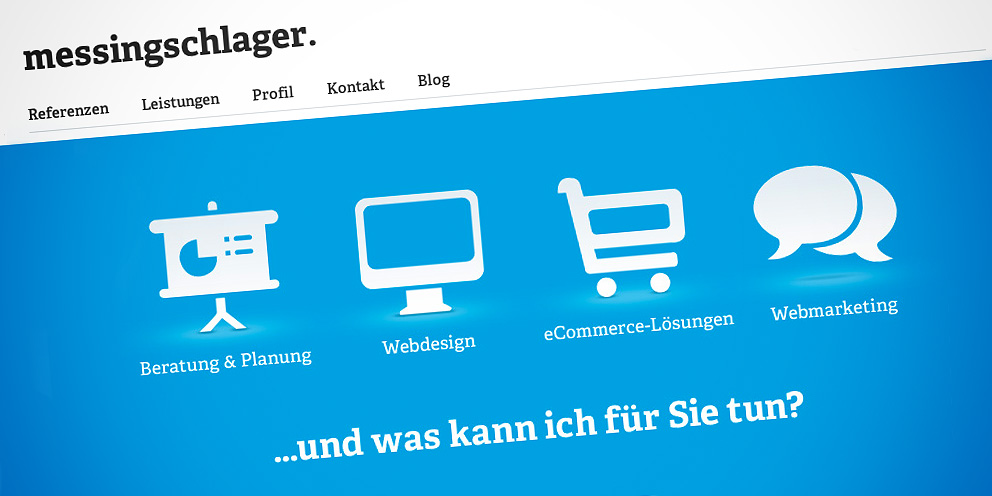 messingschlager.
Referenzen Leistungen Profil Kontakt Blog
Beratung & Planung Webdesign eCommerce-Lösungen Webmarketing
...und was kann ich für Sie tun?